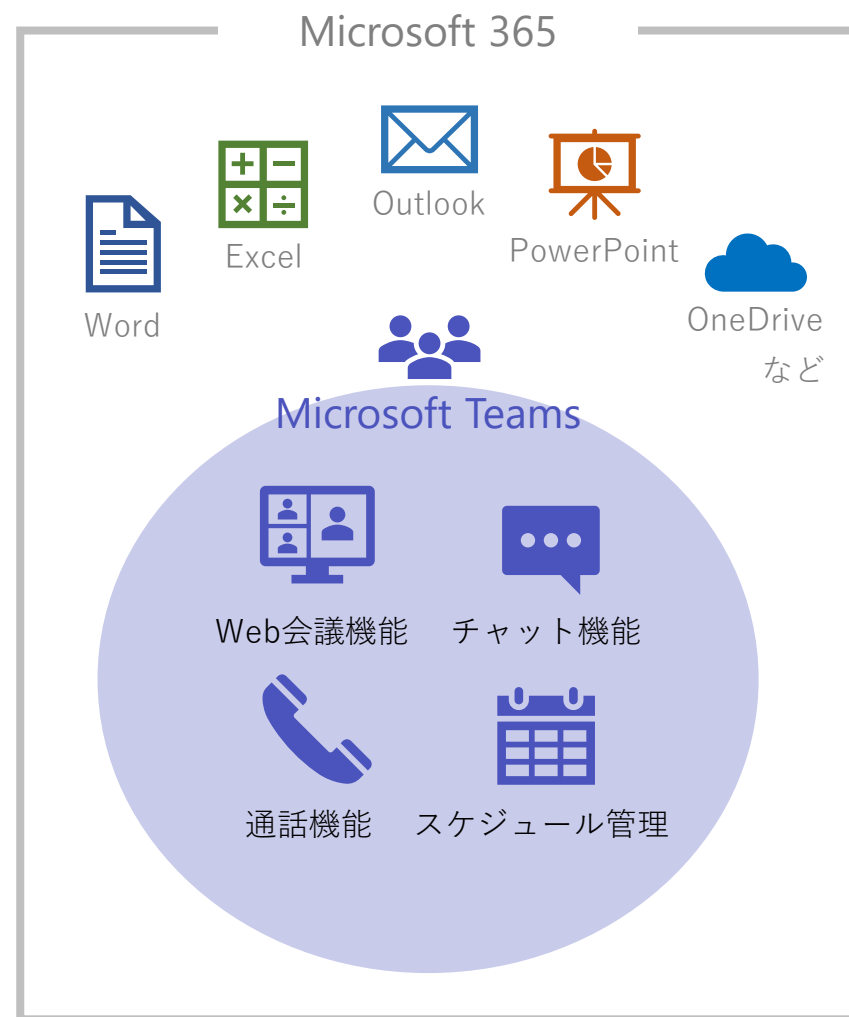 Microsoft 365
Outlook
PowerPoint
Excel
Word
OneDrive
など
Microsoft Teams
Web会議機能
チャット機能
通話機能
スケジュール管理